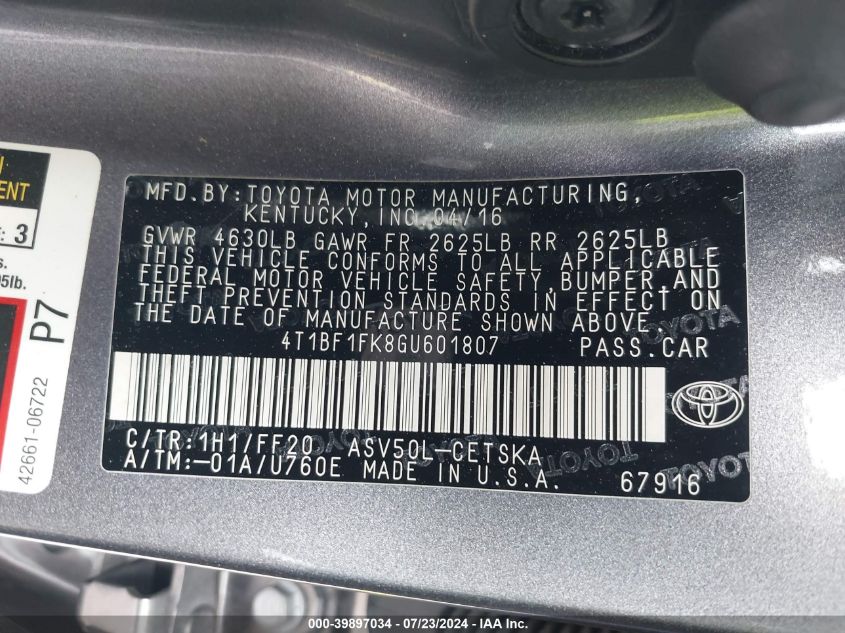 MFD. BY: TOYOTA MOTOR MANUFACTURING,
KENTUCKY, INC. 04/16
GVWR 4630LB GAWR FR 2625LB RR 2625LB
THIS VEHICLE CONFORMS TO ALL APPLICABLE
FEDERAL MOTOR VEHICLE SAFETY, BUMPER, AND
THEFT PREVENTION STANDARDS IN EFFECT ON
THE DATE OF MANUFACTURE SHOWN ABOVE.
4T1BF1FK8GU601807 PASS. CAR
C/TR: 1H1/FF20 ASV50L-CETSKA
A/TM: -01A/U760E MADE IN U.S.A. 67916
3
P7
42661-06722
000-39897034 / 07/23/2024 / ©IAA, INC.